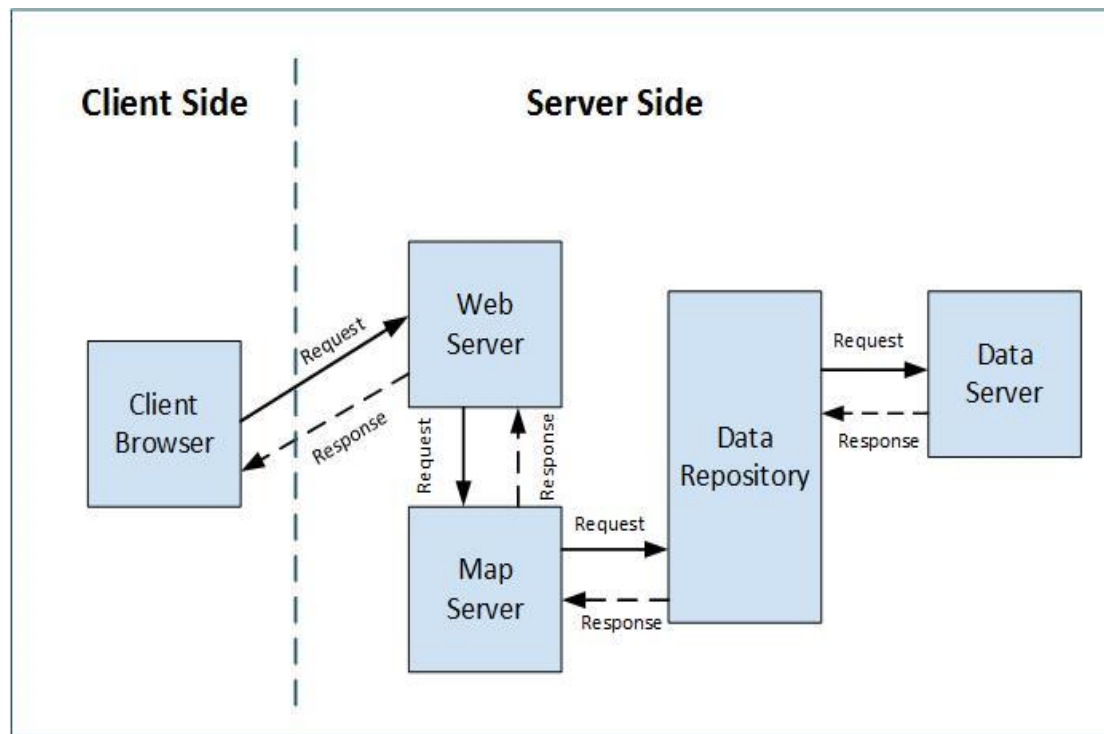 Client Side
Server Side
Web
Server
Request
Response
Client
Browser
Request
Response
Map
Server
Request
Response
Data
Repository
Request
Response
Data
Server